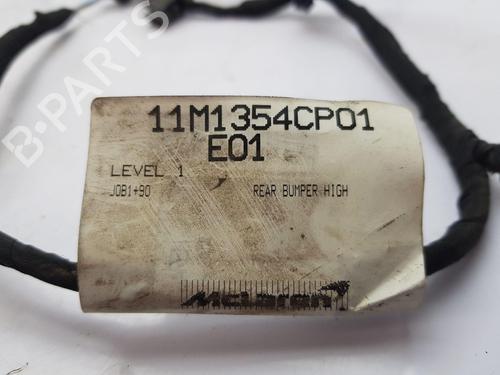 B-PARTS
11M1354CP01
E01
LEVEL 1
JOB1+90 REAR BUMPER HIGH
McLaren